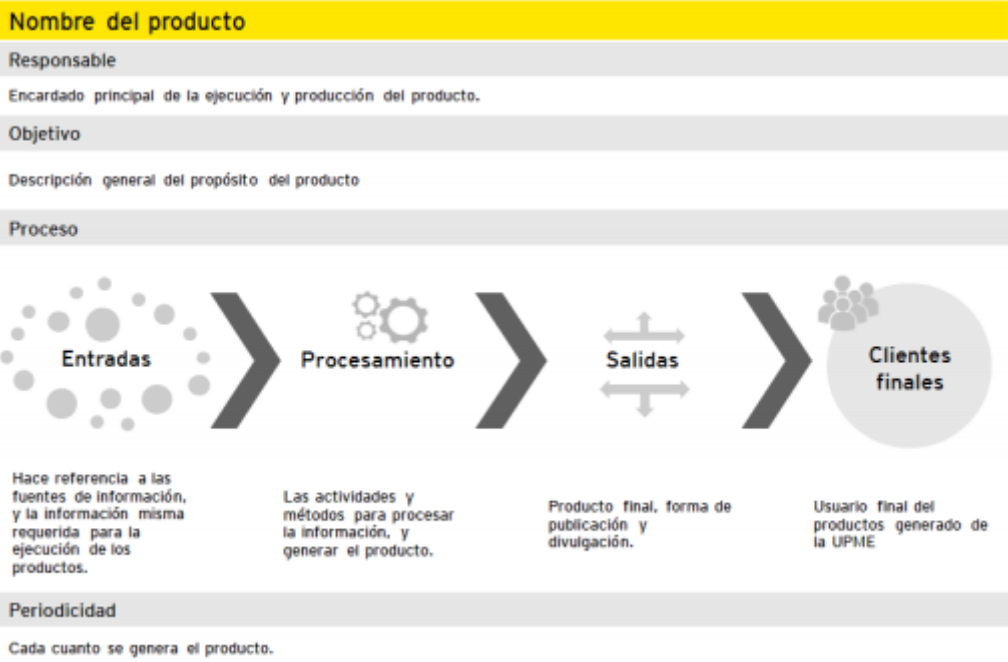 Nombre del producto
Responsable
Encardado principal de la ejecución y producción del producto.
Objetivo
Descripción general del propósito del producto
Proceso
Entradas
Procesamiento
Salidas
Clientes
finales
Hace referencia a las
fuentes de información,
y la información misma
requerida para la
ejecución de los
productos.
Las actividades y
métodos para procesar
la información, y
generar el producto.
Producto final, forma de
publicación y
divulgación.
Usuario final del
productos generado de
la UPME
Periodicidad
Cada cuanto se genera el producto.